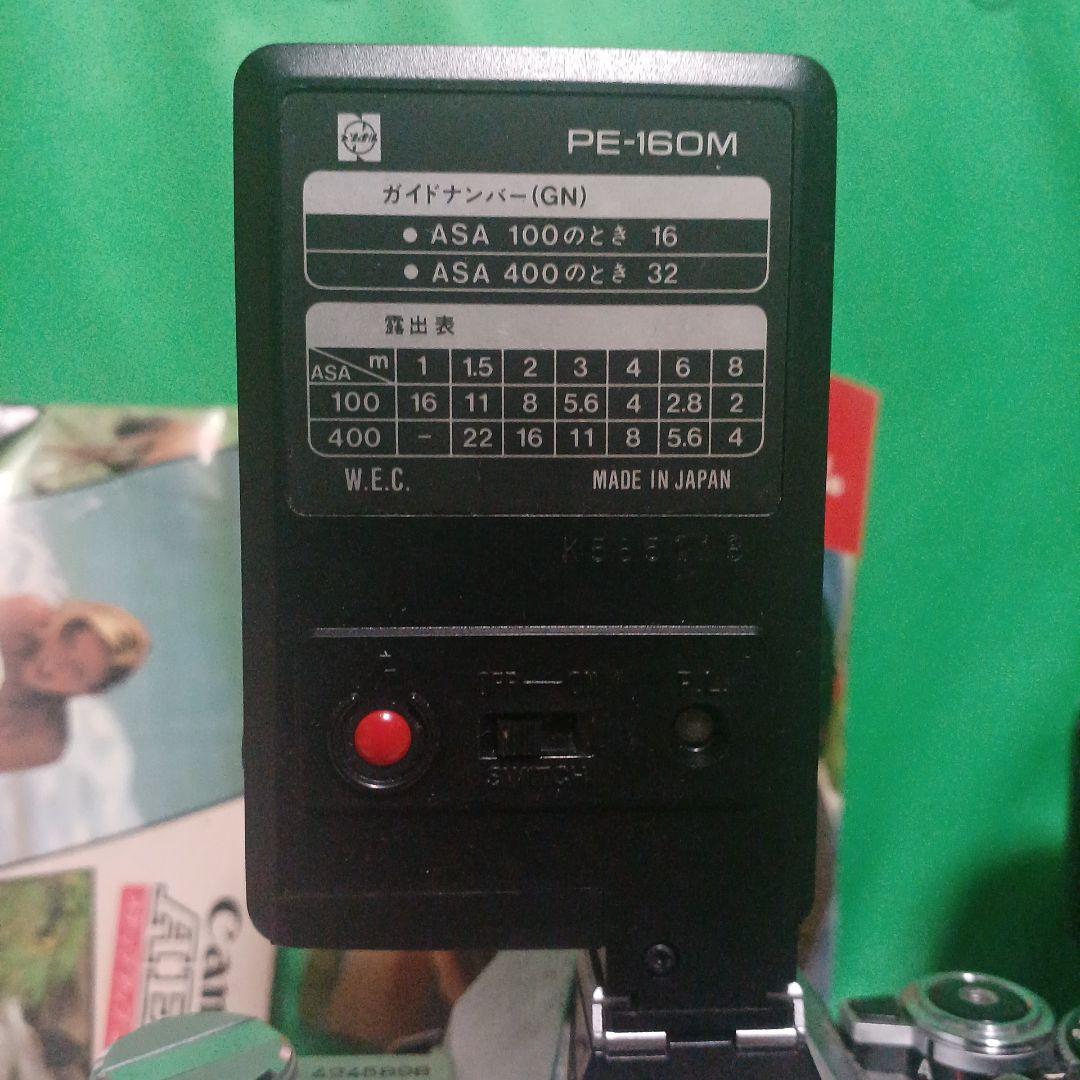 PE-160M
ガイドナンバー(GN)
● ASA 100のとき 16
● ASA 400のとき 32
露出表
ASA m 1 1.5 2 3 4 6 8
100 16 11 8 5.6 4 2.8 2
400 - 22 16 11 8 5.6 4
W.E.C. MADE IN JAPAN
OFF ON P.L.
SWITCH